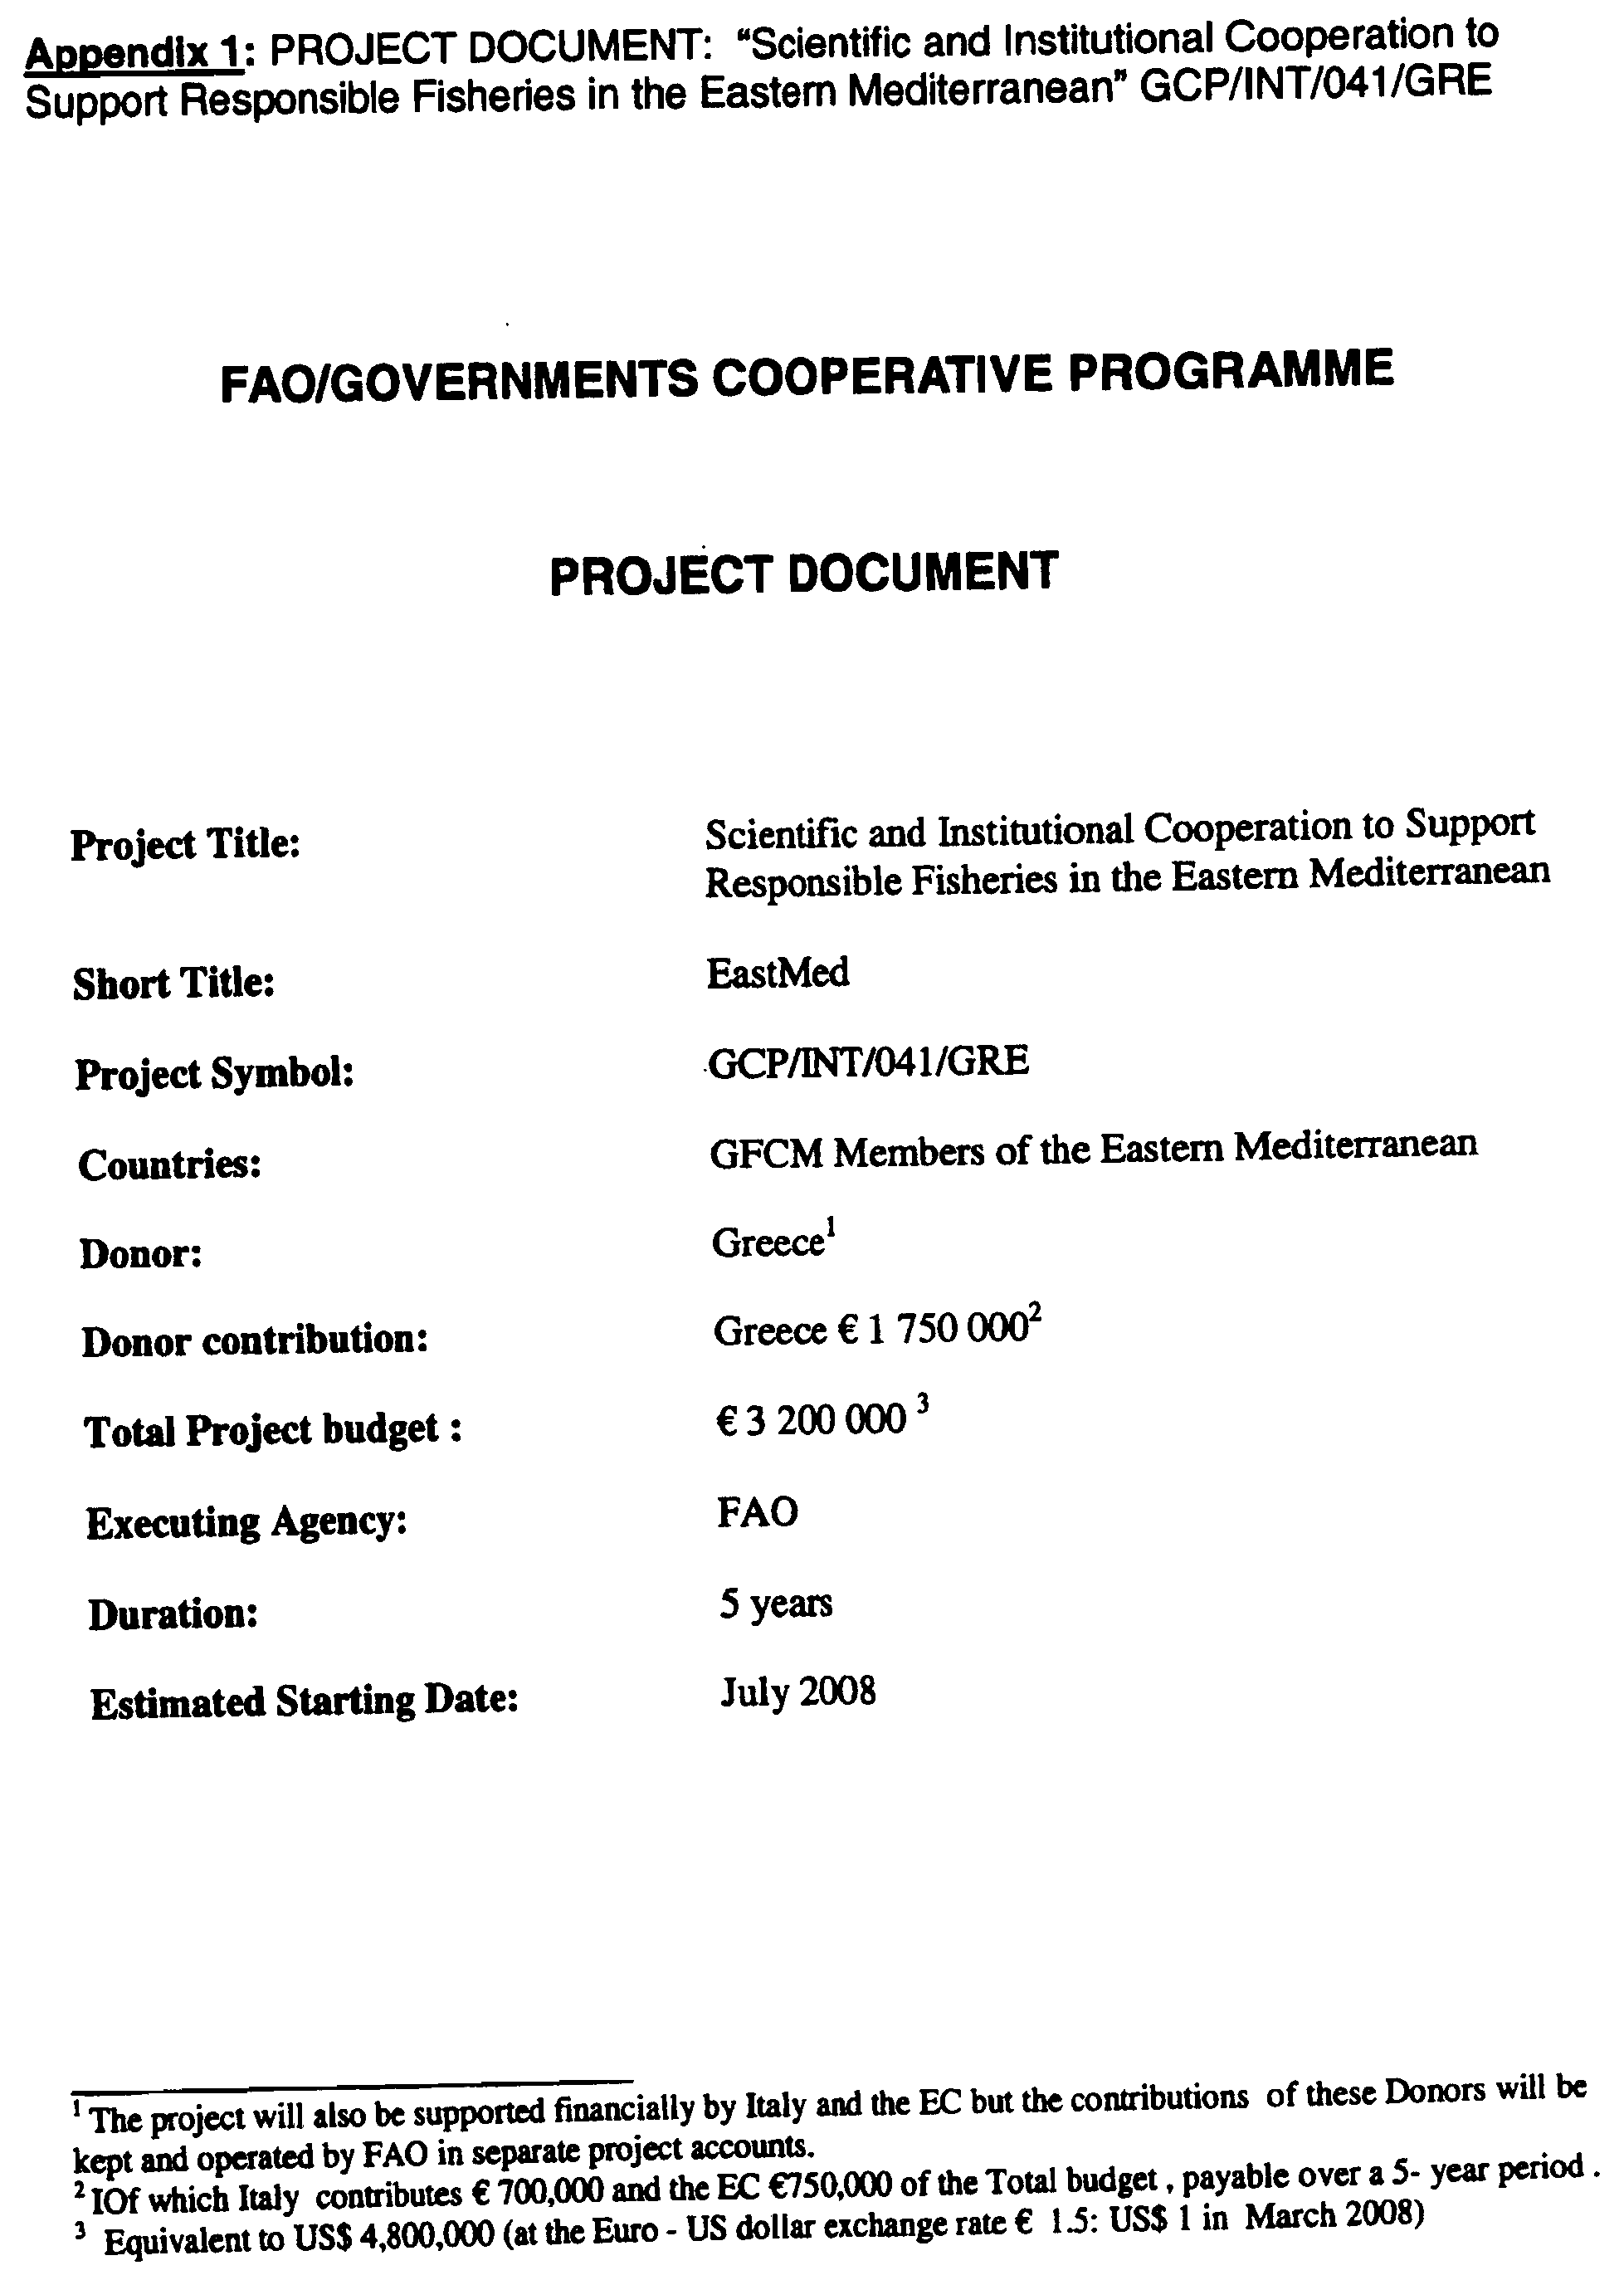 Appendix 1: PROJECT DOCUMENT: "Scientific and Institutional Cooperation to
Support Responsible Fisheries in the Eastern Mediterranean" GCP/INT/041/GRE
FAO/GOVERNMENTS COOPERATIVE PROGRAMME
PROJECT DOCUMENT
Project Title: Scientific and Institutional Cooperation to Support
Responsible Fisheries in the Eastern Mediterranean
Short Title: EastMed
Project Symbol: GCP/INT/041/GRE
Countries: GFCM Members of the Eastern Mediterranean
Donor: Greece¹
Donor contribution: Greece € 1 750 000²
Total Project budget : € 3 200 000 ³
Executing Agency: FAO
Duration: 5 years
Estimated Starting Date: July 2008
¹ The project will also be supported financially by Italy and the EC but the contributions of these Donors will be
kept and operated by FAO in separate project accounts.
² IOf which Italy contributes € 700,000 and the EC €750,000 of the Total budget , payable over a 5- year period .
³ Equivalent to US$ 4,800,000 (at the Euro - US dollar exchange rate € 1.5: US$ 1 in March 2008)